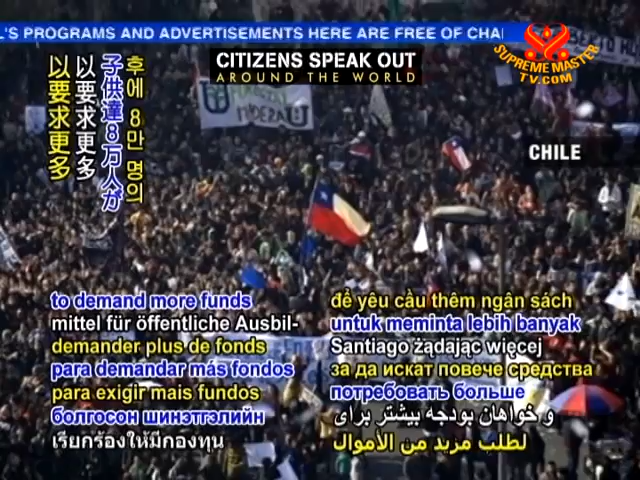 L'S PROGRAMS AND ADVERTISEMENTS HERE ARE FREE OF CHA
CITIZENS SPEAK OUT
AROUND THE WORLD
SUPREME MASTER
TV.COM
CHILE
후에 8만 명의
子供達8万人が
以要求更多
以要求更多
to demand more funds
mittel für öffentliche Ausbil-
demander plus de fonds
para demandar más fondos
para exigir mais fundos
болгосон шинэтгэлийн
เรียกร้องให้มีกองทุน
để yêu cầu thêm ngân sách
untuk meminta lebih banyak
Santiago żądając więcej
за да искат повече средства
потребовать больше
و خواهان بودجه بیشتر برای
لطلب مزيد من الأموال